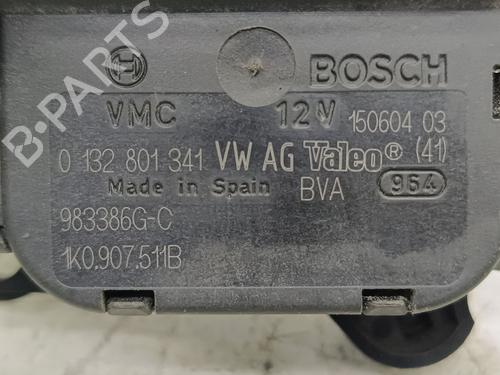 BOSCH
VMC 12V 150604 03
0 132 801 341 VW AG Valeo® (41)
Made in Spain BVA 964
983386G-C
1K0.907.511B
B-PARTS